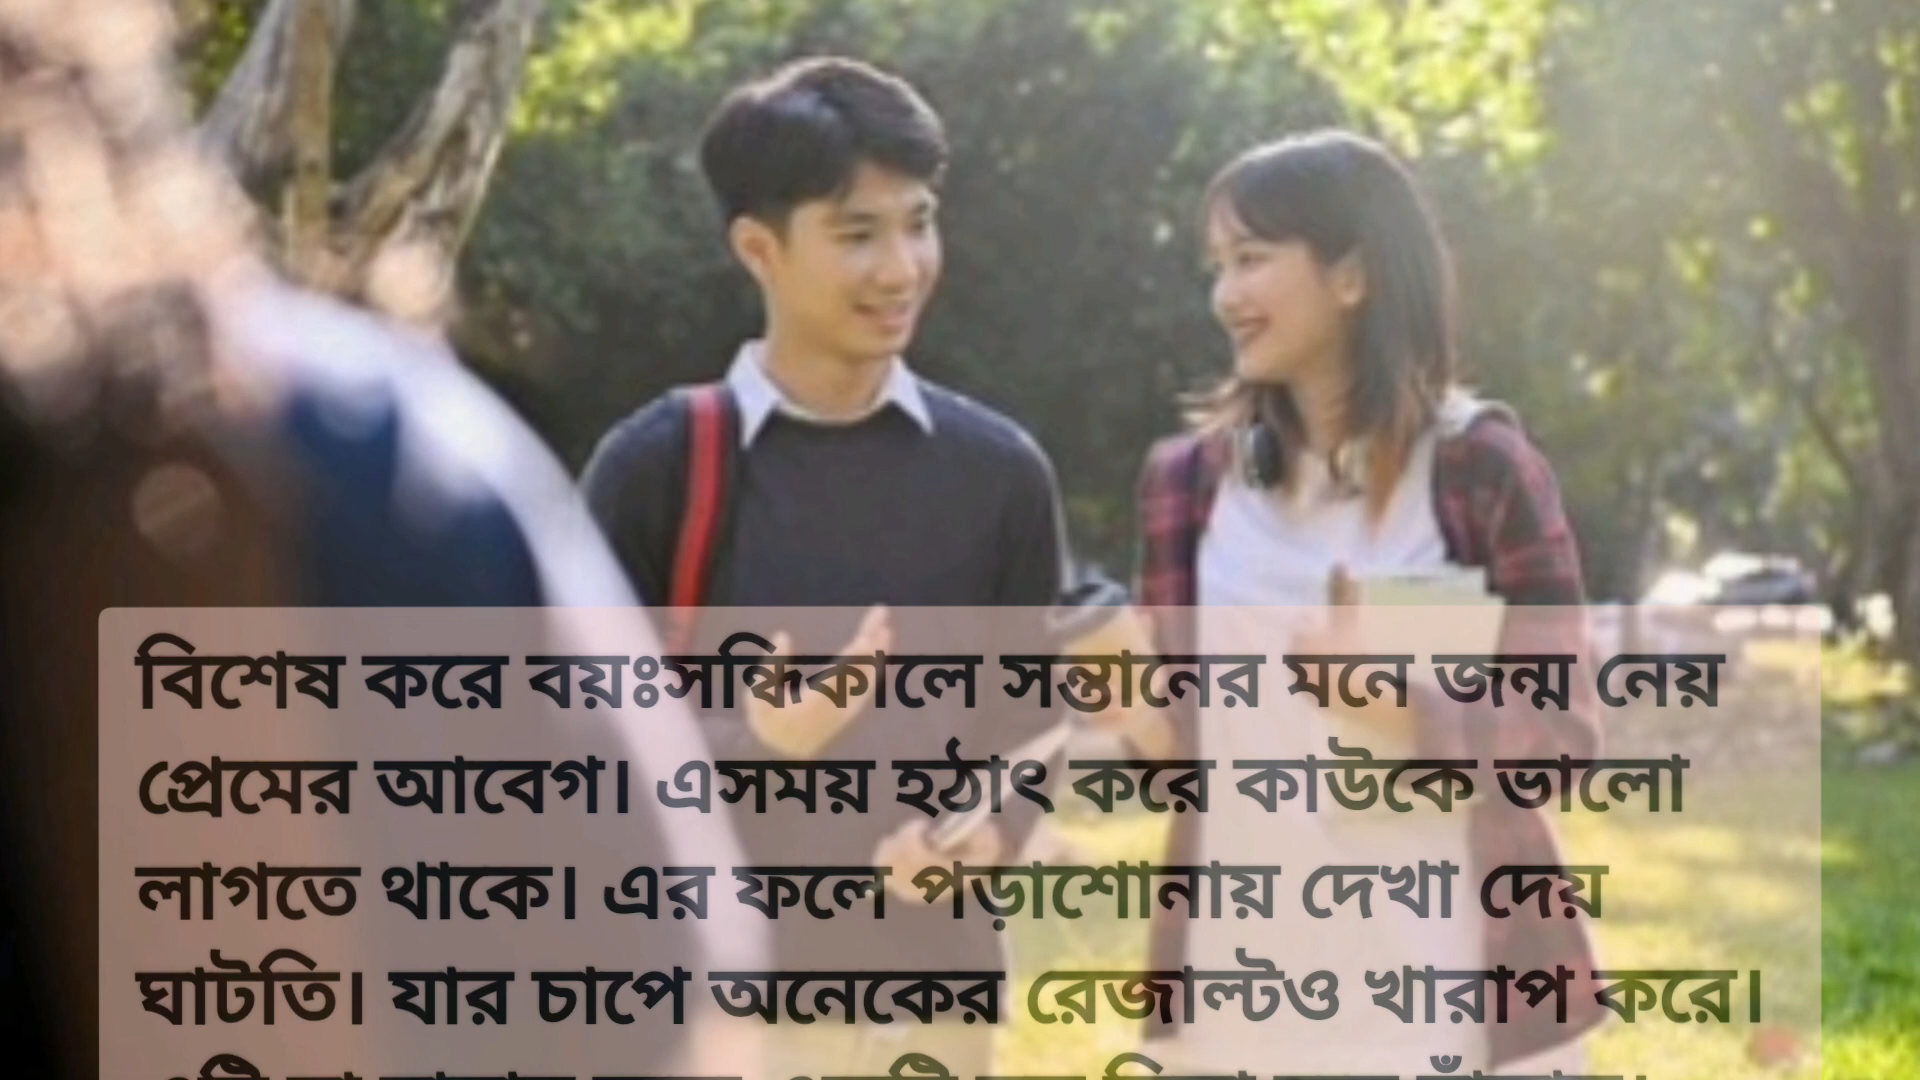 বিশেষ করে বয়ঃসন্ধিকালে সন্তানের মনে জন্ম নেয়
প্রেমের আবেগ। এসময় হঠাৎ করে কাউকে ভালো
লাগতে থাকে। এর ফলে পড়াশোনায় দেখা দেয়
ঘাটতি। যার চাপে অনেকের রেজাল্টও খারাপ করে।